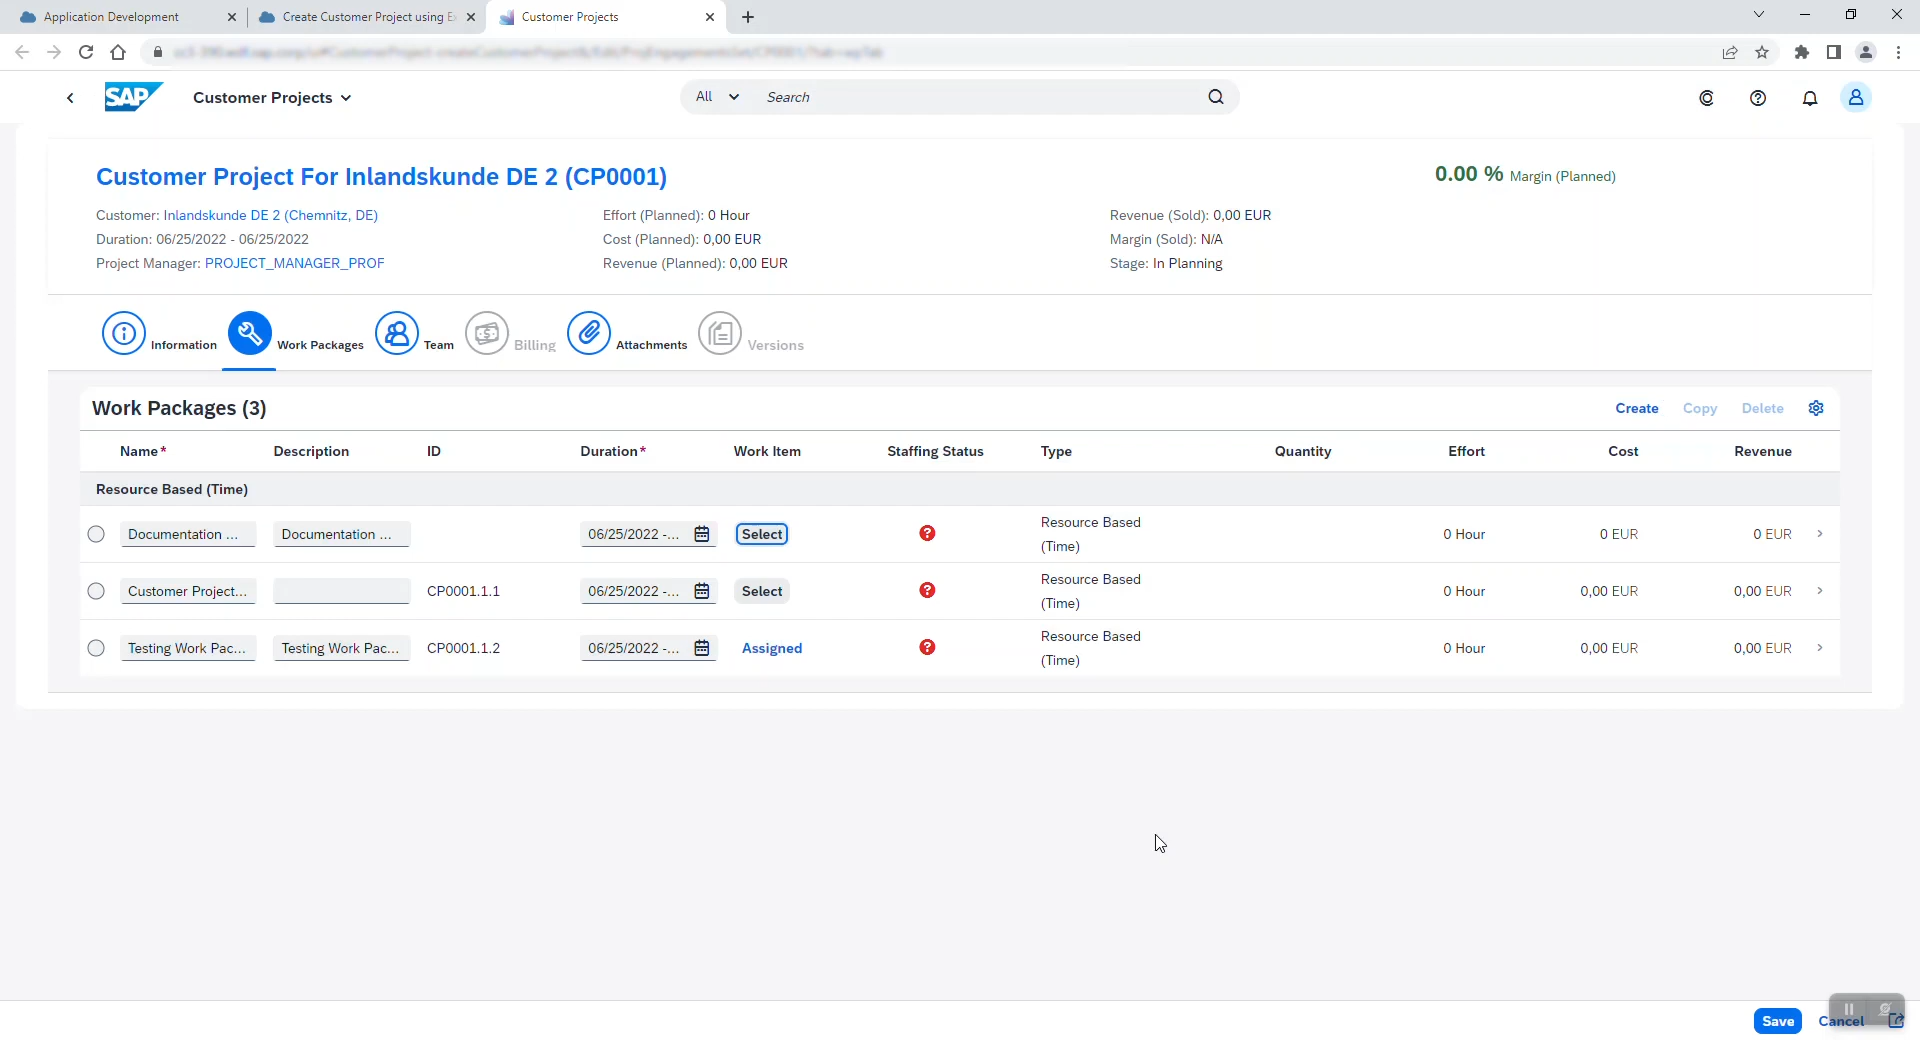 Application Development
Create Customer Project using E
Customer Projects
SAP
Customer Projects
All
Search
Customer Project For Inlandskunde DE 2 (CP0001)
0.00 % Margin (Planned)
Customer: Inlandskunde DE 2 (Chemnitz, DE)
Effort (Planned): 0 Hour
Revenue (Sold): 0,00 EUR
Duration: 06/25/2022 - 06/25/2022
Cost (Planned): 0,00 EUR
Margin (Sold): N/A
Project Manager: PROJECT_MANAGER_PROF
Revenue (Planned): 0,00 EUR
Stage: In Planning
Information
Work Packages
Team
Billing
Attachments
Versions
Work Packages (3)
Create
Copy
Delete
Name* Description ID Duration* Work Item Staffing Status Type Quantity Effort Cost Revenue
Resource Based (Time)
Documentation ... Documentation ... 06/25/2022 -... Select Resource Based 0 Hour 0 EUR 0 EUR
(Time)
Customer Project... CP0001.1.1 06/25/2022 -... Select Resource Based 0 Hour 0,00 EUR 0,00 EUR
(Time)
Testing Work Pac... Testing Work Pac... CP0001.1.2 06/25/2022 -... Assigned Resource Based 0 Hour 0,00 EUR 0,00 EUR
(Time)
Save
Cancel